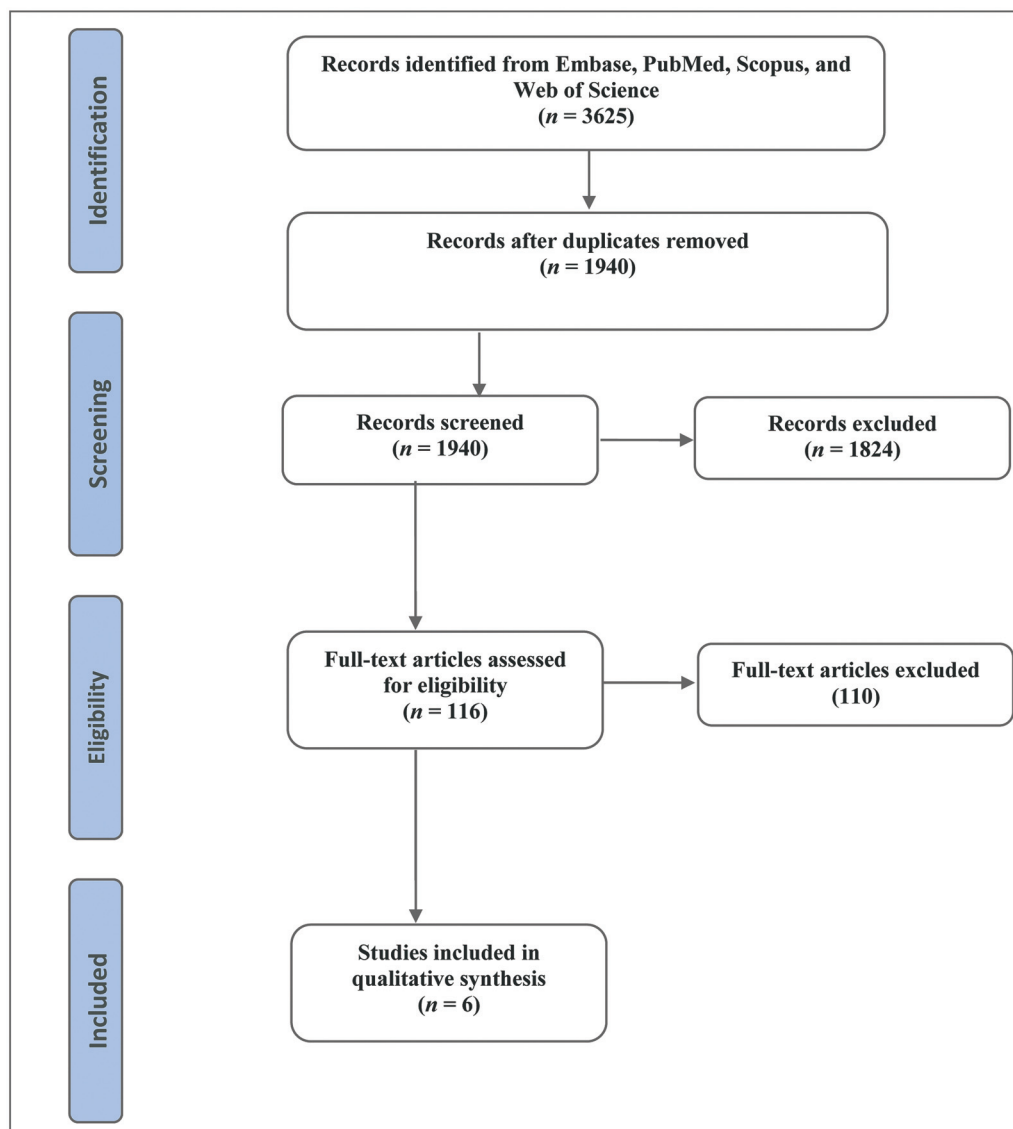 Identification
Records identified from Embase, PubMed, Scopus, and
Web of Science
(n = 3625)
Records after duplicates removed
(n = 1940)
Screening
Records screened
(n = 1940)
Records excluded
(n = 1824)
Eligibility
Full-text articles assessed
for eligibility
(n = 116)
Full-text articles excluded
(110)
Included
Studies included in
qualitative synthesis
(n = 6)